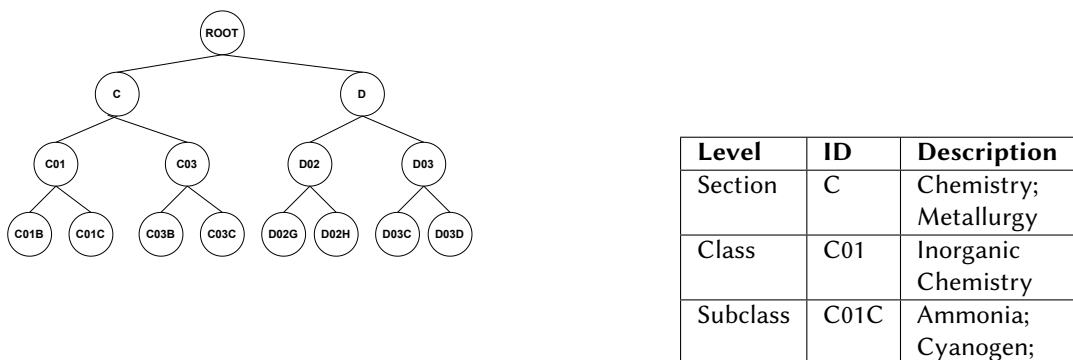 ROOT
C D
C01 C03 D02 D03
C01B C01C C03B C03C D02G D02H D03C D03D
Level ID Description
Section C Chemistry;
Metallurgy
Class C01 Inorganic
Chemistry
Subclass C01C Ammonia;
Cyanogen;